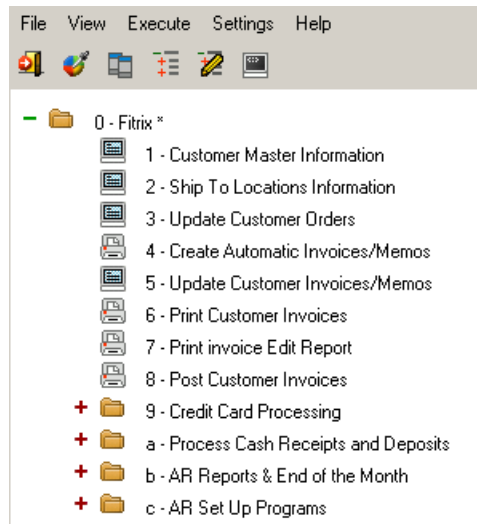 File View Execute Settings Help
0 - Fitrix *
1 - Customer Master Information
2 - Ship To Locations Information
3 - Update Customer Orders
4 - Create Automatic Invoices/Memos
5 - Update Customer Invoices/Memos
6 - Print Customer Invoices
7 - Print invoice Edit Report
8 - Post Customer Invoices
9 - Credit Card Processing
a - Process Cash Receipts and Deposits
b - AR Reports & End of the Month
c - AR Set Up Programs